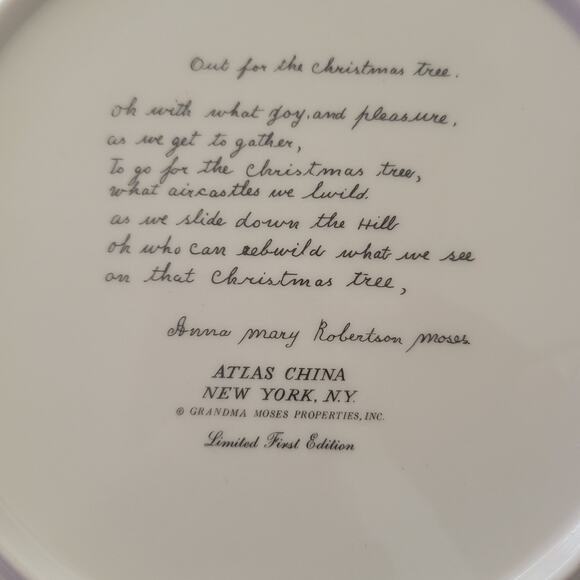 Out for the Christmas tree.
oh with what Joy, and pleasure,
as we get to gather,
To go for the Christmas tree,
what aircastles we build.
as we slide down the Hill
oh who can rebuild what we see
on that Christmas tree,
Anna Mary Robertson Moses.
ATLAS CHINA
NEW YORK, N.Y.
© GRANDMA MOSES PROPERTIES, INC.
Limited First Edition